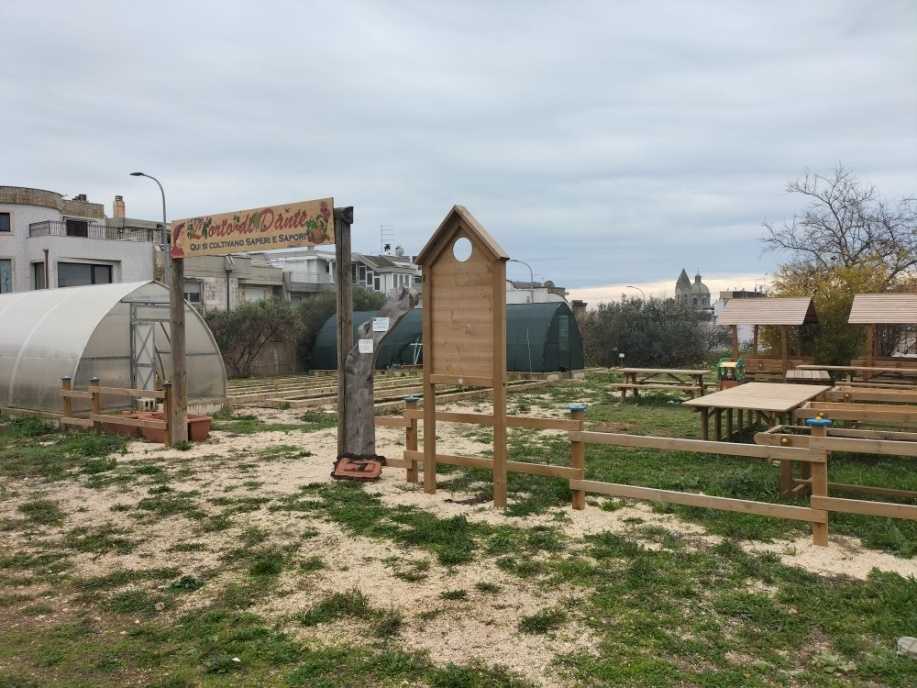 L'orto di Dante
QUI SI COLTIVANO SAPERI E SAPORI